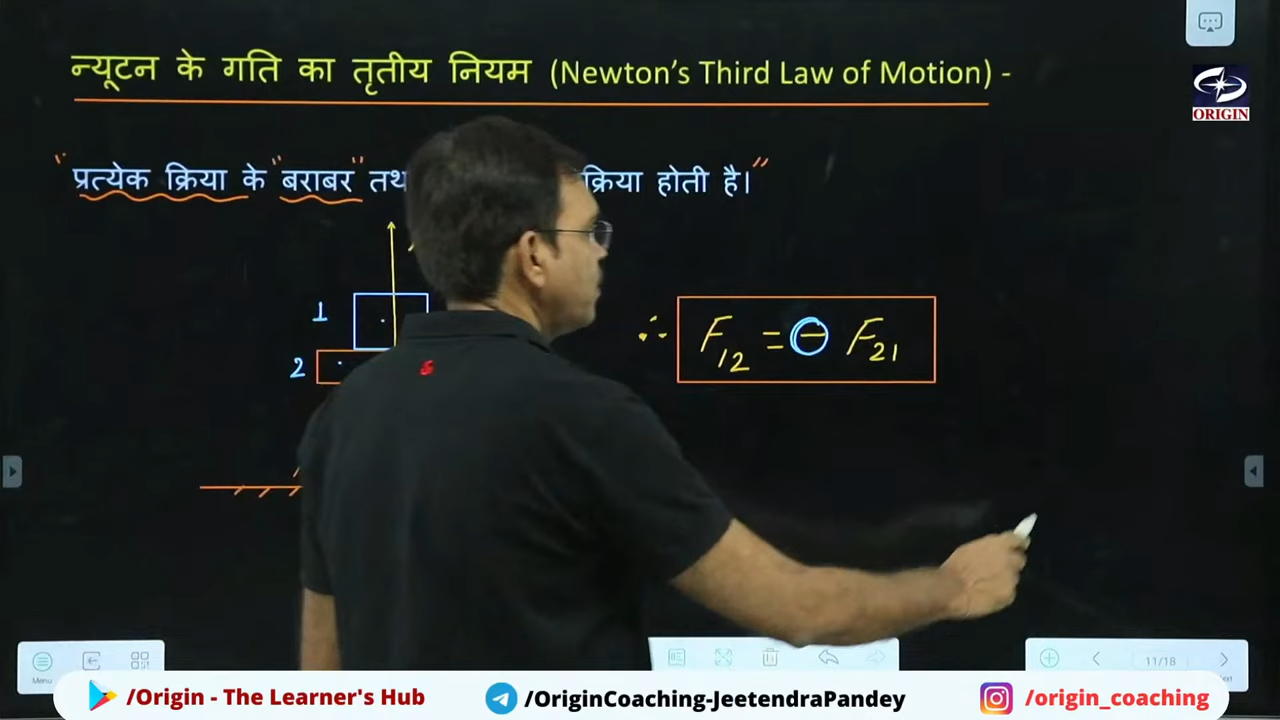 न्यूटन के गति का तृतीय नियम (Newton's Third Law of Motion) -
ORIGIN
"प्रत्येक क्रिया के "बराबर" क्रिया होती है।"
1
2
∴ F₁₂ = - F₂₁
11/18
Menu
/Origin - The Learner's Hub
/OriginCoaching-JeetendraPandey
/origin_coaching